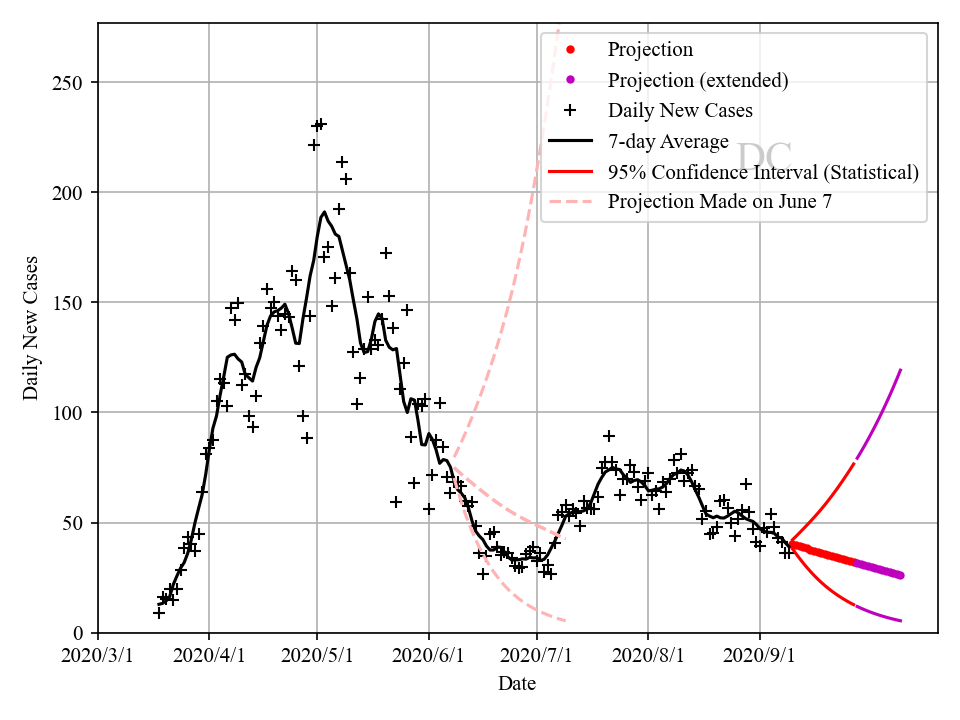 250
200
150
100
50
0
Daily New Cases
Projection
Projection (extended)
Daily New Cases
7-day Average
95% Confidence Interval (Statistical)
Projection Made on June 7
DC
2020/3/1 2020/4/1 2020/5/1 2020/6/1 2020/7/1 2020/8/1 2020/9/1
Date